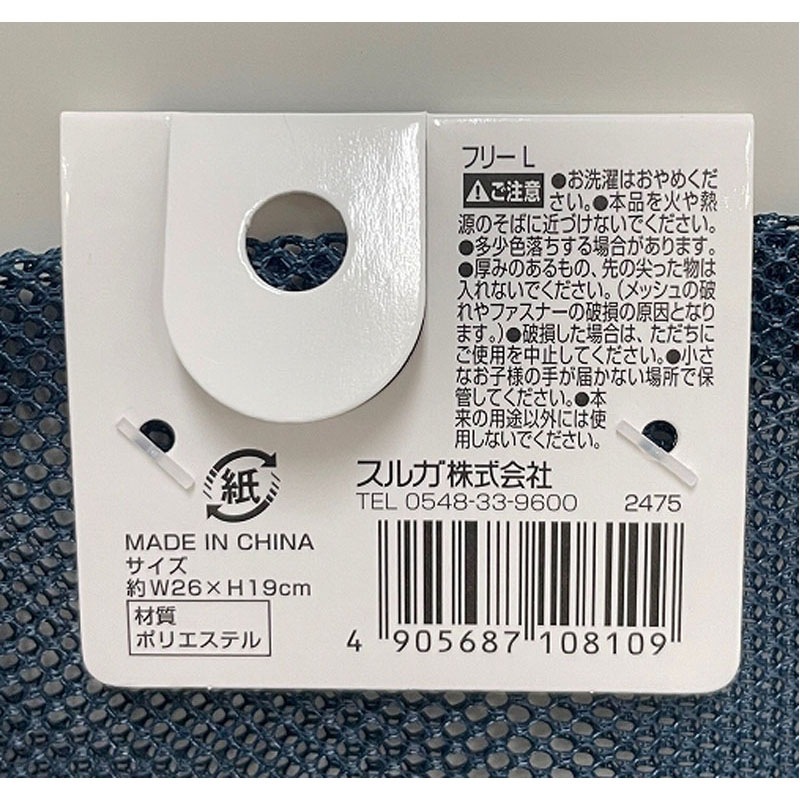 フリー L
⚠ご注意 ●お洗濯はおやめくだ
さい。●本品を火や熱
源のそばに近づけないでください。
●多少色落ちする場合があります。
●厚みのあるもの、先の尖った物は
入れないでください。(メッシュの破
れやファスナーの破損の原因となり
ます。)●破損した場合は、ただちに
ご使用を中止してください。●小さ
なお子様の手が届かない場所で保
管してください。●本
来の用途以外には使
用しないでください。
紙
スルガ株式会社
TEL 0548-33-9600 2475
MADE IN CHINA
サイズ
約W26×H19cm
材質
ポリエステル
4 905687 108109